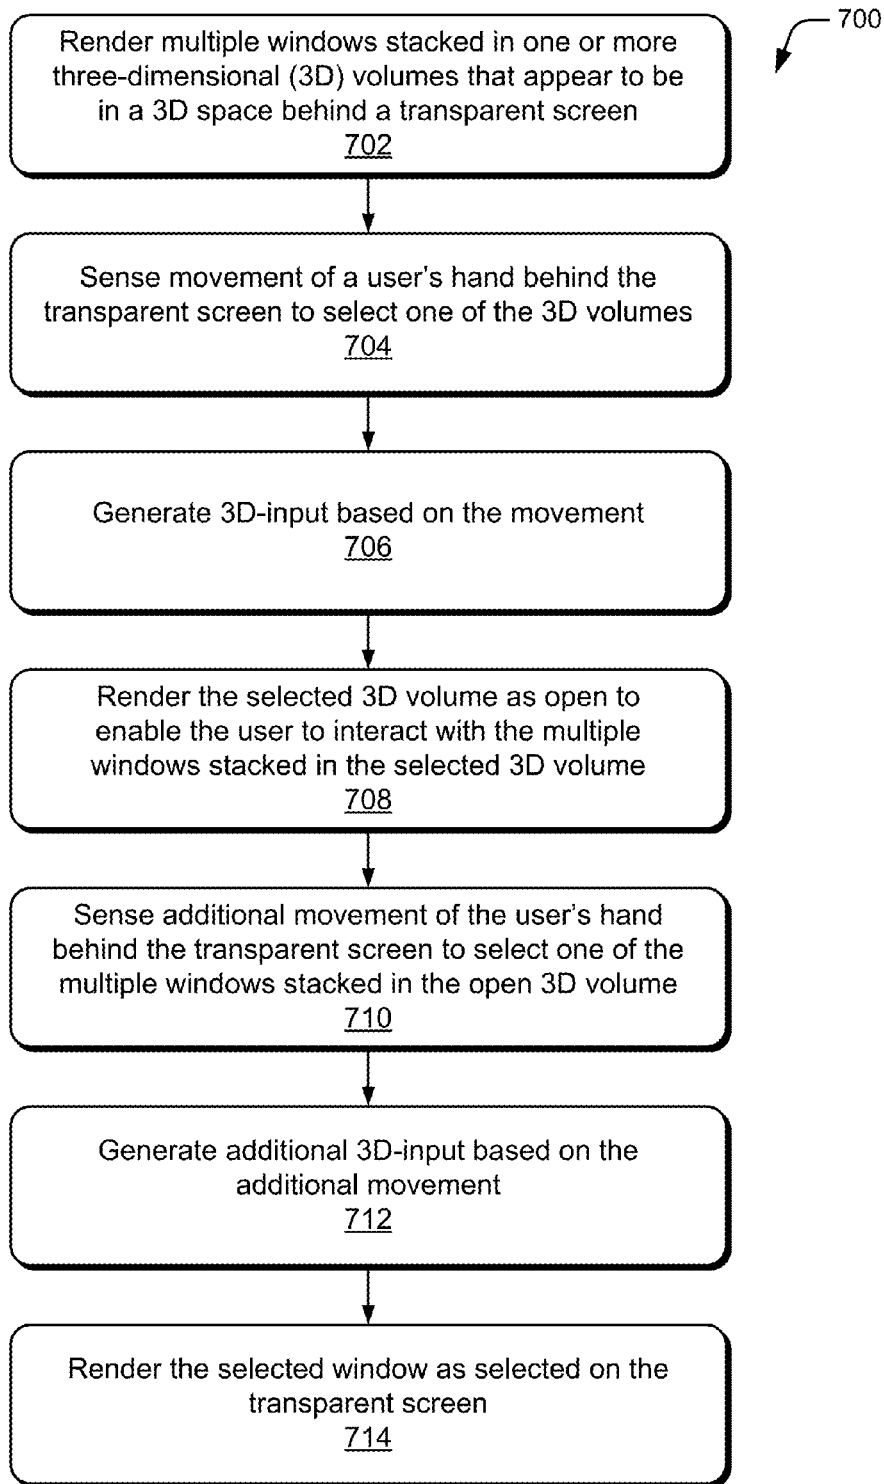 700
Render multiple windows stacked in one or more
three-dimensional (3D) volumes that appear to be
in a 3D space behind a transparent screen
702
Sense movement of a user's hand behind the
transparent screen to select one of the 3D volumes
704
Generate 3D-input based on the movement
706
Render the selected 3D volume as open to
enable the user to interact with the multiple
windows stacked in the selected 3D volume
708
Sense additional movement of the user's hand
behind the transparent screen to select one of the
multiple windows stacked in the open 3D volume
710
Generate additional 3D-input based on the
additional movement
712
Render the selected window as selected on the
transparent screen
714